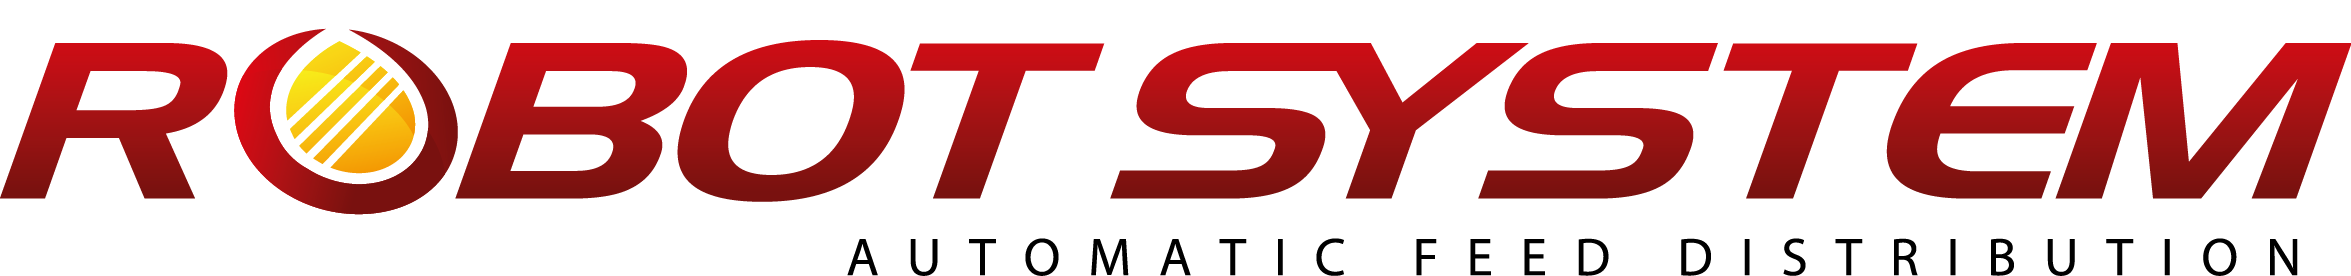 ROBOT SYSTEM
AUTOMATIC FEED DISTRIBUTION